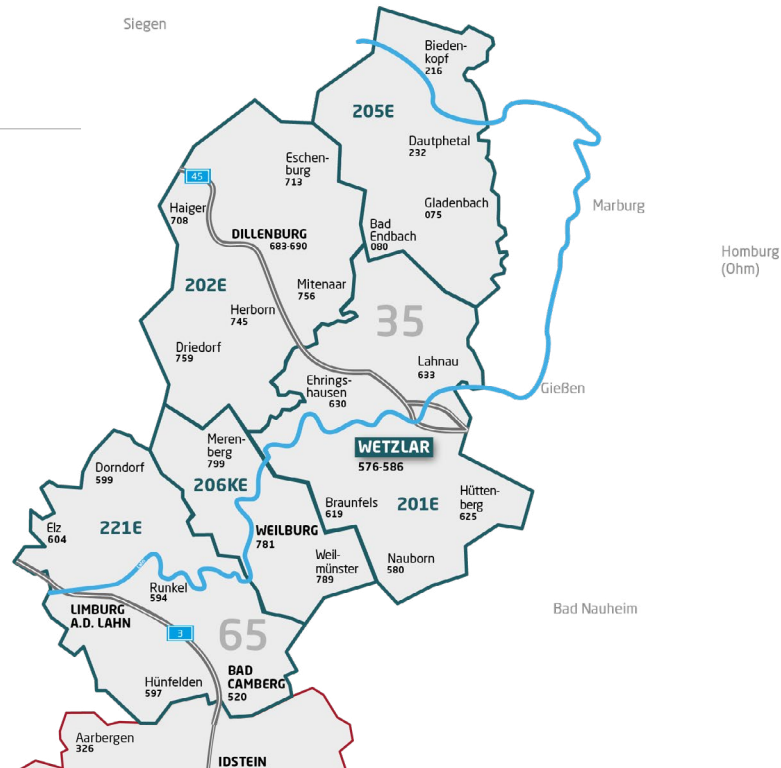 Siegen
Bieden-
kopf
216
205E
Dautphetal
232
Eschen-
burg
713
45
Haiger
708
Gladenbach
075
Marburg
DILLENBURG
683-690
Bad
Endbach
080
Homburg
(Ohm)
202E
Mitenaar
756
Herborn
745
35
Driedorf
759
Lahnau
633
Ehrings-
hausen
630
Gießen
Meren-
berg
799
WETZLAR
576-586
Dorndorf
599
206KE
Braunfels
619
201E
Hütten-
berg
625
Elz
604
221E
WEILBURG
781
Weil-
münster
789
Nauborn
580
Runkel
594
LIMBURG
A.D. LAHN
Bad Nauheim
3
65
BAD
CAMBERG
520
Hünfelden
597
Aarbergen
326
IDSTEIN